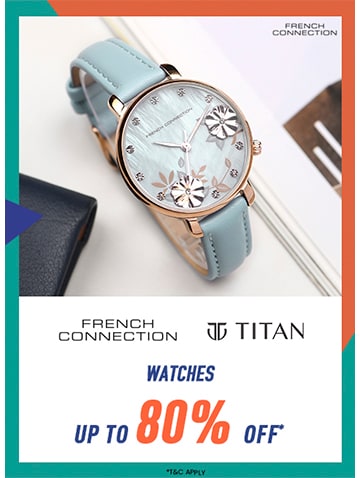 FRENCH
CONNECTION
FRENCH CONNECTION
FRENCH
CONNECTION
TITAN
WATCHES
UP TO 80% OFF*
*T&C APPLY